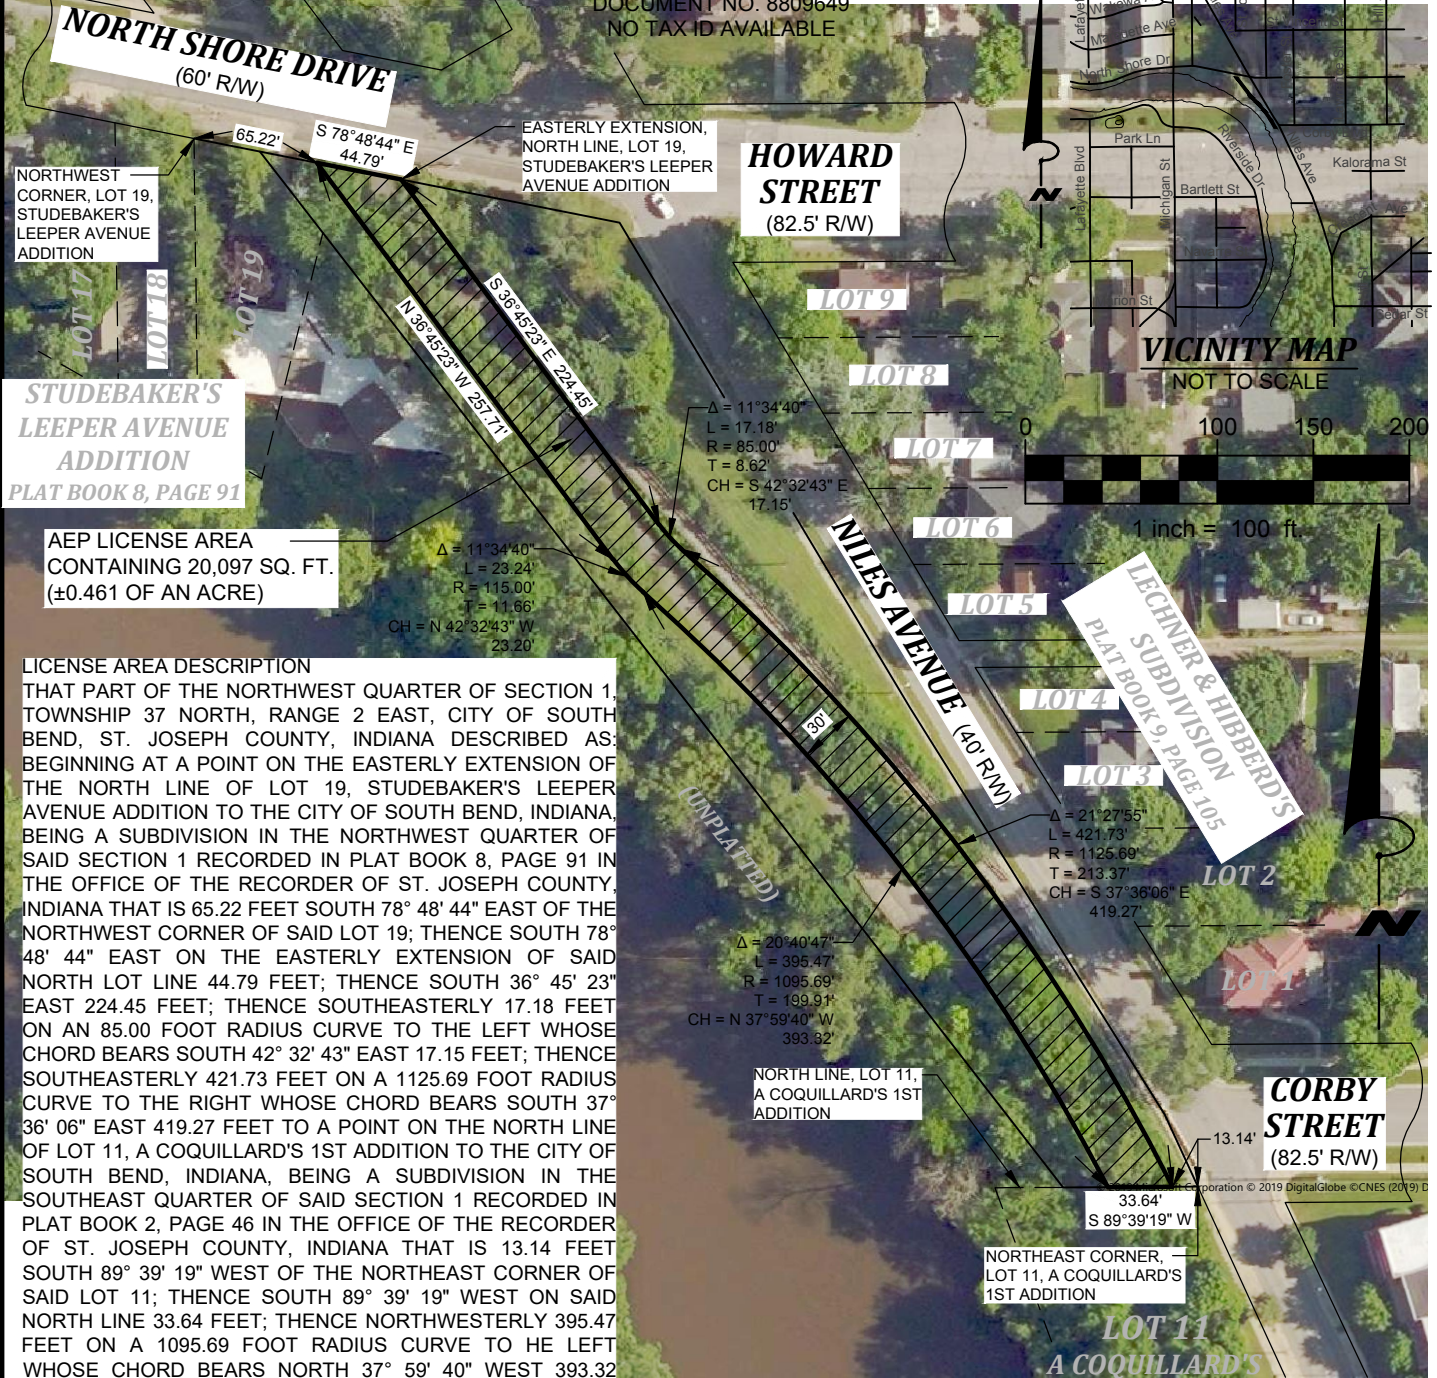 DOCUMENT NO. 8809649
NO TAX ID AVAILABLE
NORTH SHORE DRIVE
(60' R/W)
65.22'
S 78°48'44" E
44.79'
EASTERLY EXTENSION,
NORTH LINE, LOT 19,
STUDEBAKER'S LEEPER
AVENUE ADDITION
NORTHWEST
CORNER, LOT 19,
STUDEBAKER'S
LEEPER AVENUE
ADDITION
HOWARD
STREET
(82.5' R/W)
Marquette Ave
North Shore Dr
Park Ln
Lafayette Blvd
Michigan St
Riverside Dr
Bartlett St
Kalorama St
VICINITY MAP
NOT TO SCALE
0
100
150
200
1 inch = 100 ft.
LOT 17
LOT 18
LOT 19
STUDEBAKER'S
LEEPER AVENUE
ADDITION
PLAT BOOK 8, PAGE 91
N 36°45'23" W 257.71'
S 36°45'23" E 224.45'
LOT 9
LOT 8
LOT 7
LOT 6
LOT 5
LOT 4
LOT 3
LOT 2
LOT 1
Δ = 11°34'40"
L = 17.18'
R = 85.00'
T = 8.62'
CH = S 42°32'43" E
17.15'
AEP LICENSE AREA
CONTAINING 20,097 SQ. FT.
(±0.461 OF AN ACRE)
Δ = 11°34'40"
L = 23.24'
R = 115.00'
T = 11.66'
CH = N 42°32'43" W
23.20'
NILES AVENUE (40' R/W)
LECHNER & HIBBERD'S
SUBDIVISION
PLAT BOOK 9, PAGE 105
30'
(UNPLATTED)
Δ = 21°27'55"
L = 421.73'
R = 1125.69'
T = 213.37'
CH = S 37°36'06" E
419.27'
Δ = 20°40'47"
L = 395.47'
R = 1095.69'
T = 199.91'
CH = N 37°59'40" W
393.32'
NORTH LINE, LOT 11,
A COQUILLARD'S 1ST
ADDITION
CORBY
STREET
(82.5' R/W)
13.14'
Corporation © 2019 DigitalGlobe ©CNES (2019) D
33.64'
S 89°39'19" W
NORTHEAST CORNER,
LOT 11, A COQUILLARD'S
1ST ADDITION
LOT 11
A COQUILLARD'S
LICENSE AREA DESCRIPTION
THAT PART OF THE NORTHWEST QUARTER OF SECTION 1,
TOWNSHIP 37 NORTH, RANGE 2 EAST, CITY OF SOUTH
BEND, ST. JOSEPH COUNTY, INDIANA DESCRIBED AS:
BEGINNING AT A POINT ON THE EASTERLY EXTENSION OF
THE NORTH LINE OF LOT 19, STUDEBAKER'S LEEPER
AVENUE ADDITION TO THE CITY OF SOUTH BEND, INDIANA,
BEING A SUBDIVISION IN THE NORTHWEST QUARTER OF
SAID SECTION 1 RECORDED IN PLAT BOOK 8, PAGE 91 IN
THE OFFICE OF THE RECORDER OF ST. JOSEPH COUNTY,
INDIANA THAT IS 65.22 FEET SOUTH 78° 48' 44" EAST OF THE
NORTHWEST CORNER OF SAID LOT 19; THENCE SOUTH 78°
48' 44" EAST ON THE EASTERLY EXTENSION OF SAID
NORTH LOT LINE 44.79 FEET; THENCE SOUTH 36° 45' 23"
EAST 224.45 FEET; THENCE SOUTHEASTERLY 17.18 FEET
ON AN 85.00 FOOT RADIUS CURVE TO THE LEFT WHOSE
CHORD BEARS SOUTH 42° 32' 43" EAST 17.15 FEET; THENCE
SOUTHEASTERLY 421.73 FEET ON A 1125.69 FOOT RADIUS
CURVE TO THE RIGHT WHOSE CHORD BEARS SOUTH 37°
36' 06" EAST 419.27 FEET TO A POINT ON THE NORTH LINE
OF LOT 11, A COQUILLARD'S 1ST ADDITION TO THE CITY OF
SOUTH BEND, INDIANA, BEING A SUBDIVISION IN THE
SOUTHEAST QUARTER OF SAID SECTION 1 RECORDED IN
PLAT BOOK 2, PAGE 46 IN THE OFFICE OF THE RECORDER
OF ST. JOSEPH COUNTY, INDIANA THAT IS 13.14 FEET
SOUTH 89° 39' 19" WEST OF THE NORTHEAST CORNER OF
SAID LOT 11; THENCE SOUTH 89° 39' 19" WEST ON SAID
NORTH LINE 33.64 FEET; THENCE NORTHWESTERLY 395.47
FEET ON A 1095.69 FOOT RADIUS CURVE TO HE LEFT
WHOSE CHORD BEARS NORTH 37° 59' 40" WEST 393.32